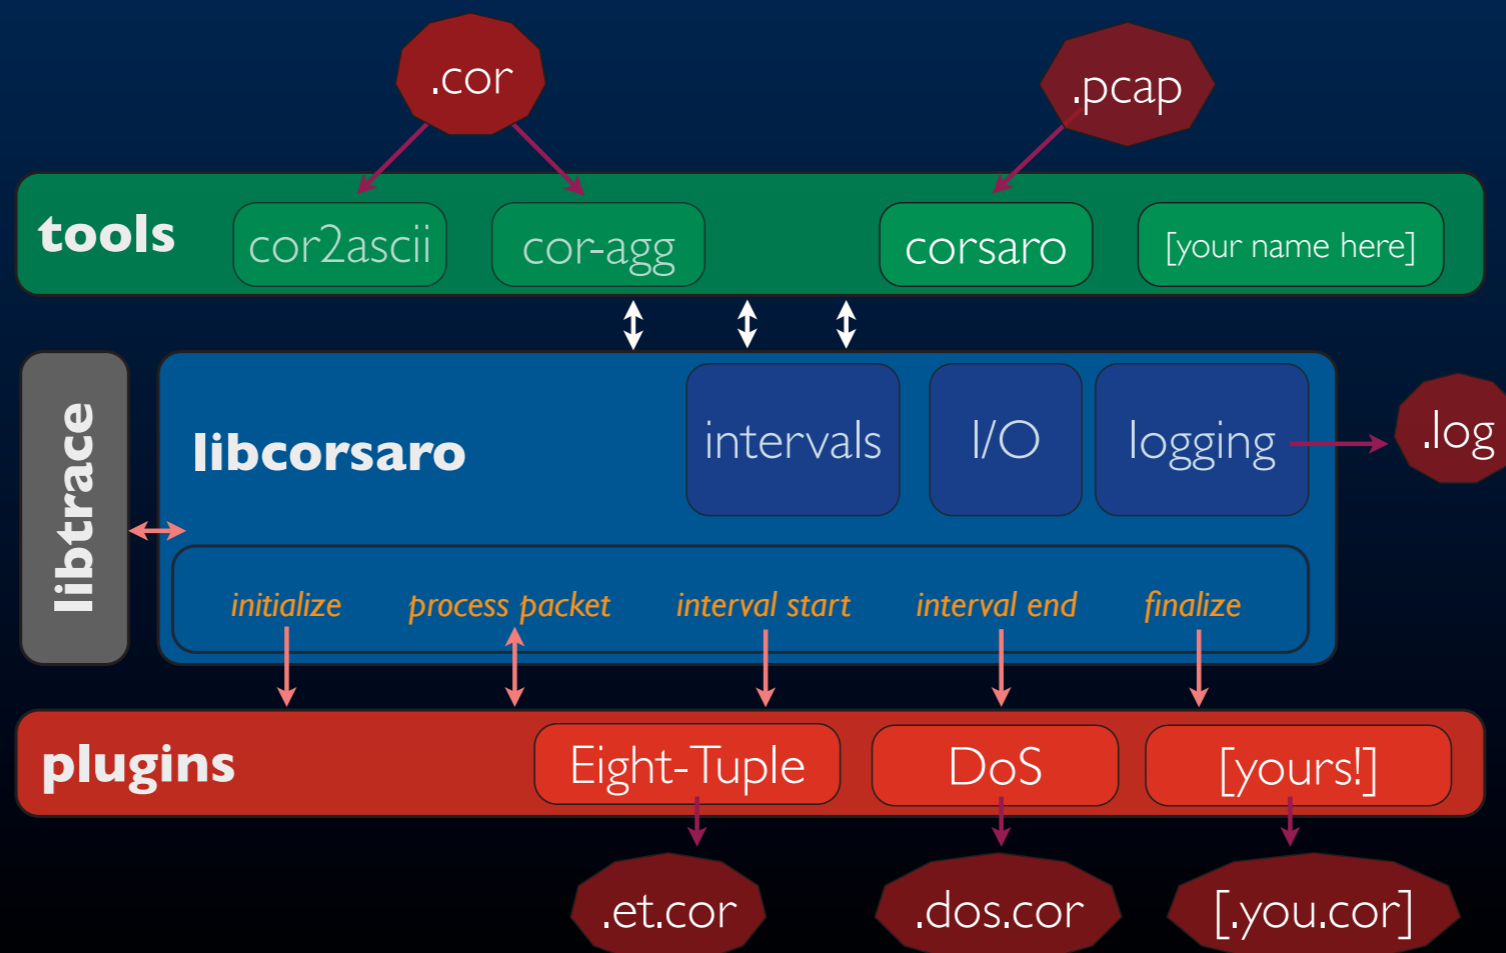 .cor
.pcap
tools
cor2ascii
cor-agg
corsaro
[your name here]
libtrace
libcorsaro
intervals
I/O
logging
.log
initialize
process packet
interval start
interval end
finalize
plugins
Eight-Tuple
DoS
[yours!]
.et.cor
.dos.cor
[.you.cor]